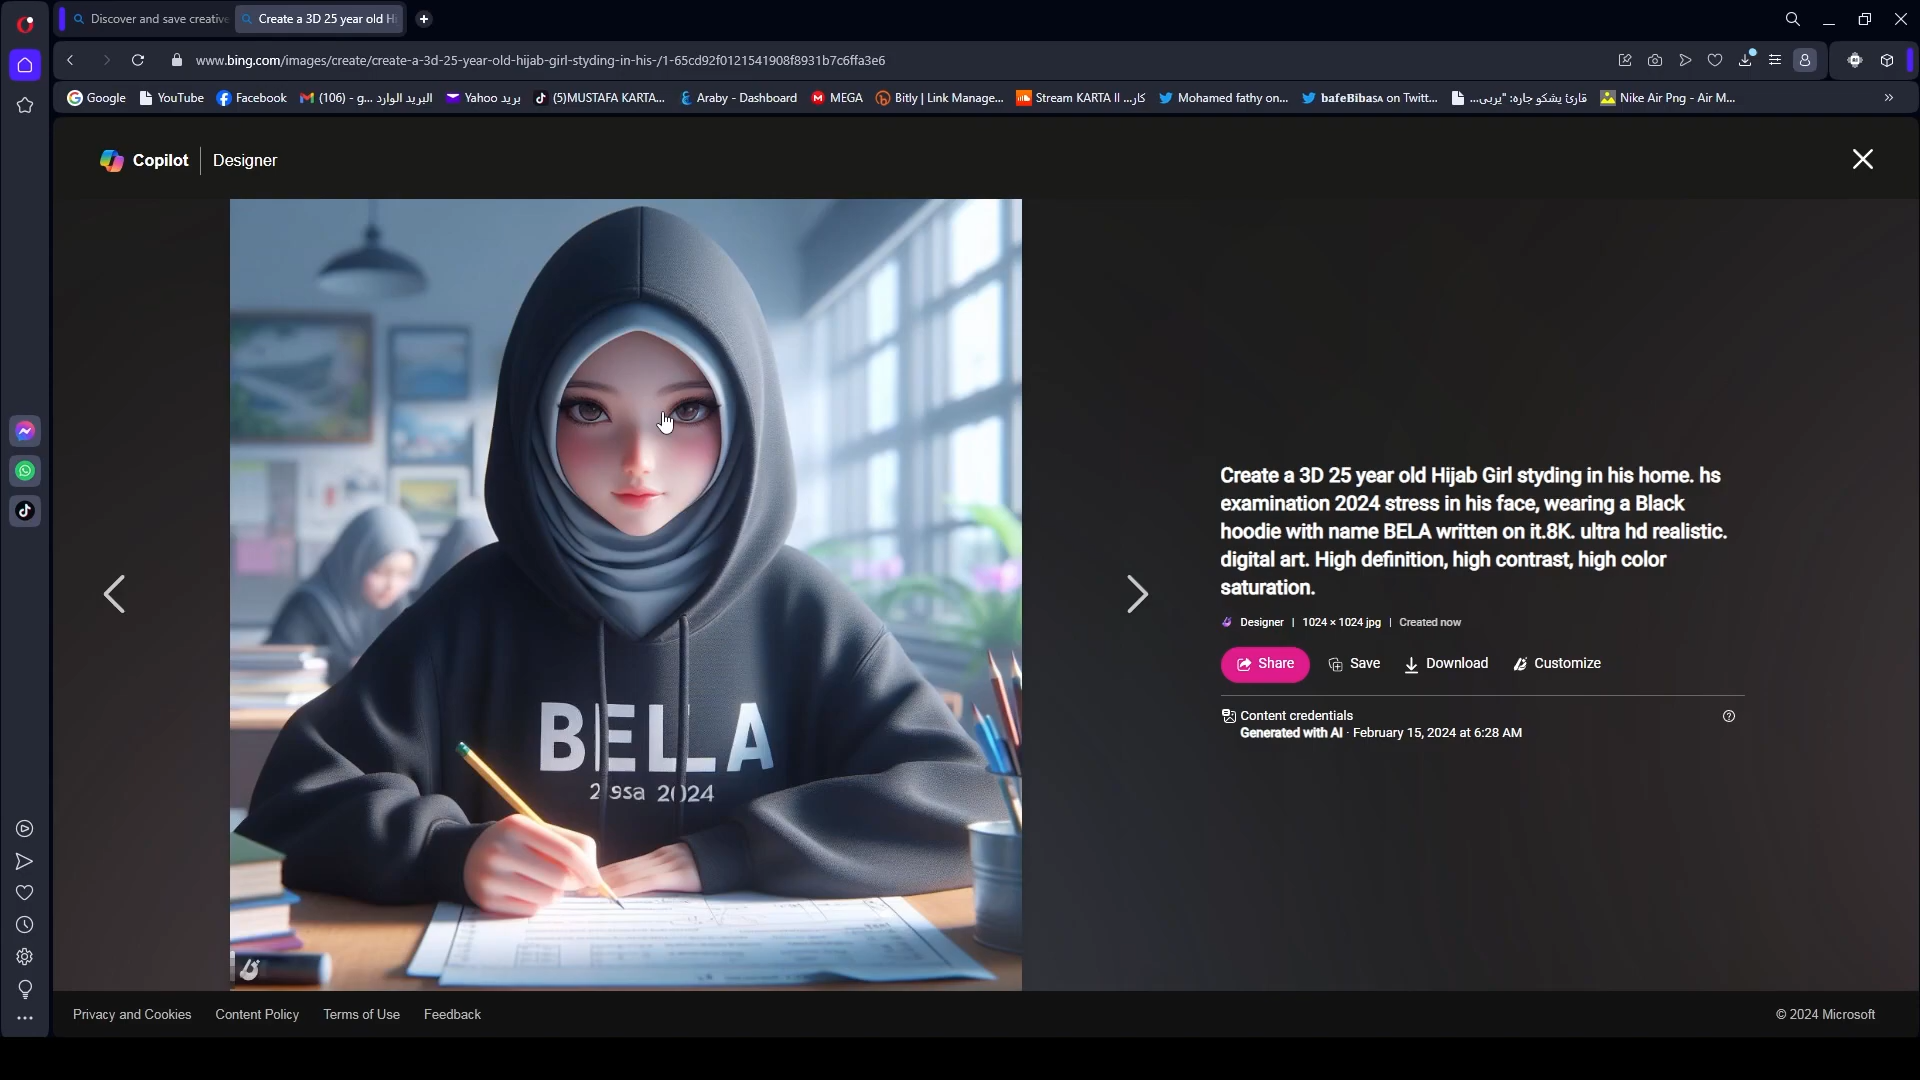 Discover and save creative
Create a 3D 25 year old H
www.bing.com/images/create/create-a-3d-25-year-old-hijab-girl-styding-in-his-/1-65cd92f0121541908f8931b7c6ffa3e6
Google
YouTube
Facebook
(106) - g... البريد الوارد
Yahoo بريد
(5)MUSTAFA KARTA...
Araby - Dashboard
MEGA
Bitly | Link Manage...
Stream KARTA II ...كار
Mohamed fathy on...
bafeBibaSA on Twitt...
قارئ يشكو جاره: "يربي...
Nike Air Png - Air M...
Copilot | Designer
Create a 3D 25 year old Hijab Girl styding in his home. hs
examination 2024 stress in his face, wearing a Black
hoodie with name BELA written on it.8K. ultra hd realistic.
digital art. High definition, high contrast, high color
saturation.
Designer | 1024 × 1024 jpg | Created now
Share
Save
Download
Customize
Content credentials
Generated with AI · February 15, 2024 at 6:28 AM
BELLA
2024
Privacy and Cookies
Content Policy
Terms of Use
Feedback
© 2024 Microsoft